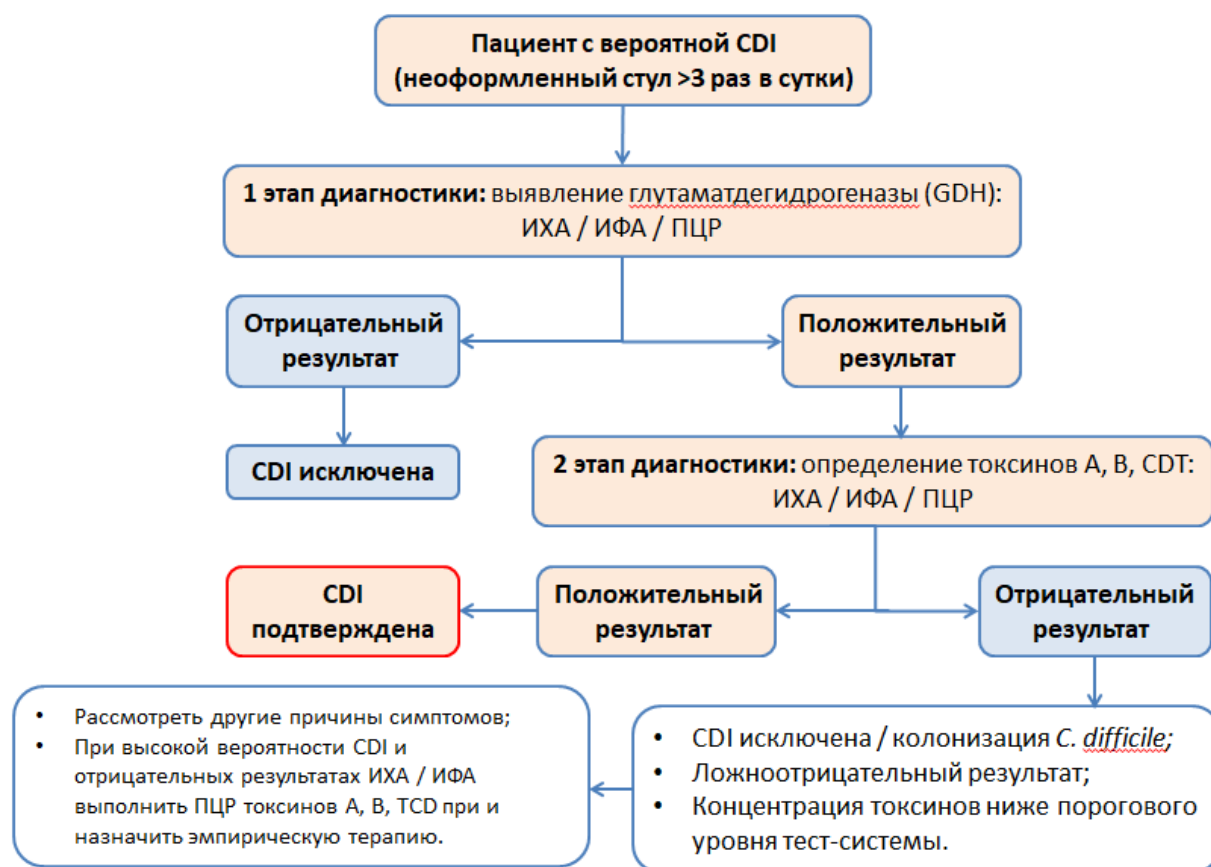 Пациент с вероятной CDI
(неоформленный стул >3 раз в сутки)
1 этап диагностики: выявление глутаматдегидрогеназы (GDH):
ИХА / ИФА / ПЦР
Отрицательный
результат
Положительный
результат
CDI исключена
2 этап диагностики: определение токсинов А, В, CDT:
ИХА / ИФА / ПЦР
CDI
подтверждена
Положительный
результат
Отрицательный
результат
• Рассмотреть другие причины симптомов;
• При высокой вероятности CDI и
отрицательных результатах ИХА / ИФА
выполнить ПЦР токсинов А, В, TCD при и
назначить эмпирическую терапию.
• CDI исключена / колонизация C. difficile;
• Ложноотрицательный результат;
• Концентрация токсинов ниже порогового
уровня тест-системы.